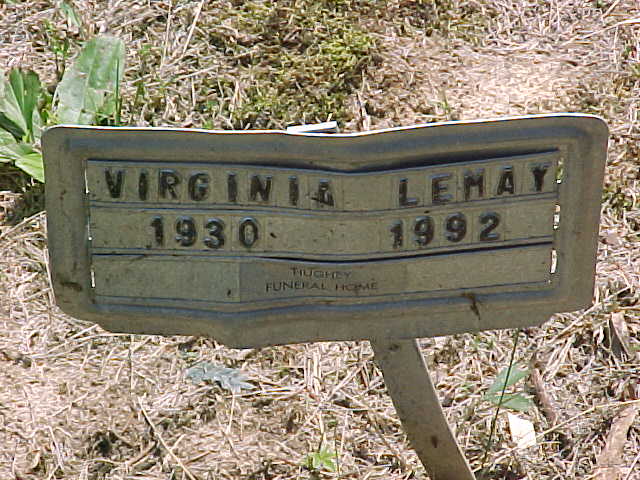 VIRGINIA LEMAY
1930 1992
HUGHEY
FUNERAL HOME